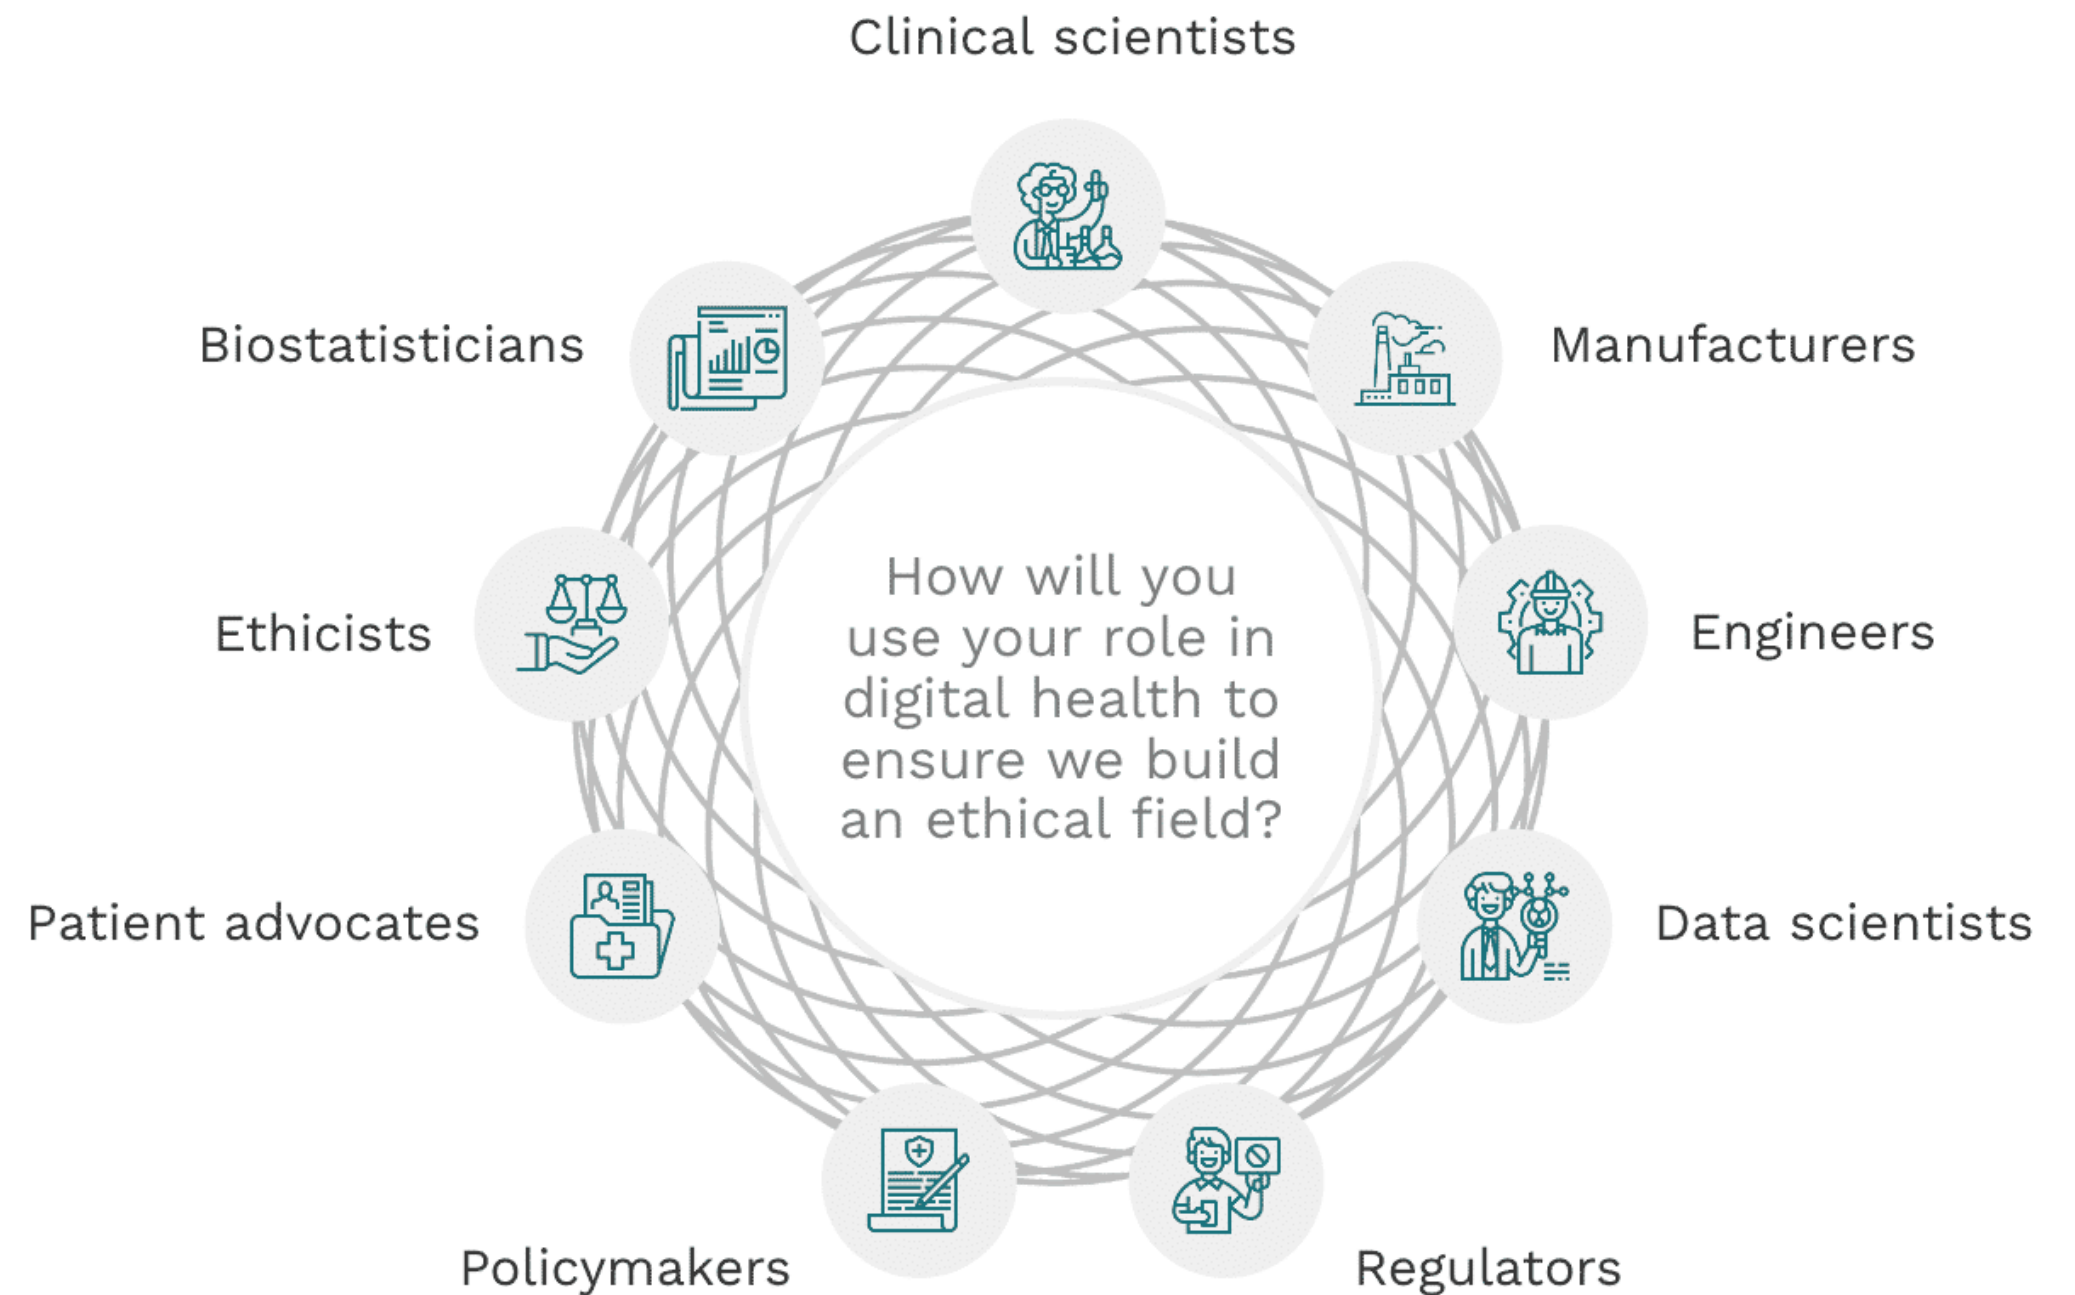 Clinical scientists
Biostatisticians
Manufacturers
How will you
use your role in
digital health to
ensure we build
an ethical field?
Ethicists
Engineers
Patient advocates
Data scientists
Policymakers
Regulators